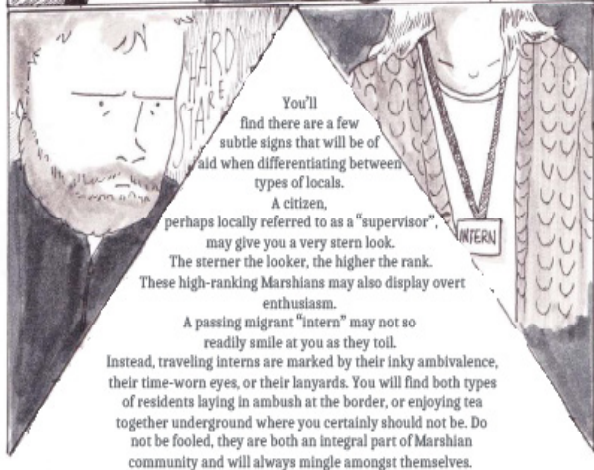 HARDY
STARE
You'll
find there are a few
subtle signs that will be of
aid when differentiating between
types of locals.
A citizen,
perhaps locally referred to as a “supervisor”,
may give you a very stern look.
The sterner the looker, the higher the rank.
These high-ranking Marshians may also display overt
enthusiasm.
A passing migrant “intern” may not so
readily smile at you as they toil.
Instead, traveling interns are marked by their inky ambivalence,
their time-worn eyes, or their lanyards. You will find both types
of residents laying in ambush at the border, or enjoying tea
together underground where you certainly should not be. Do
not be fooled, they are both an integral part of Marshian
community and will always mingle amongst themselves.
INTERN